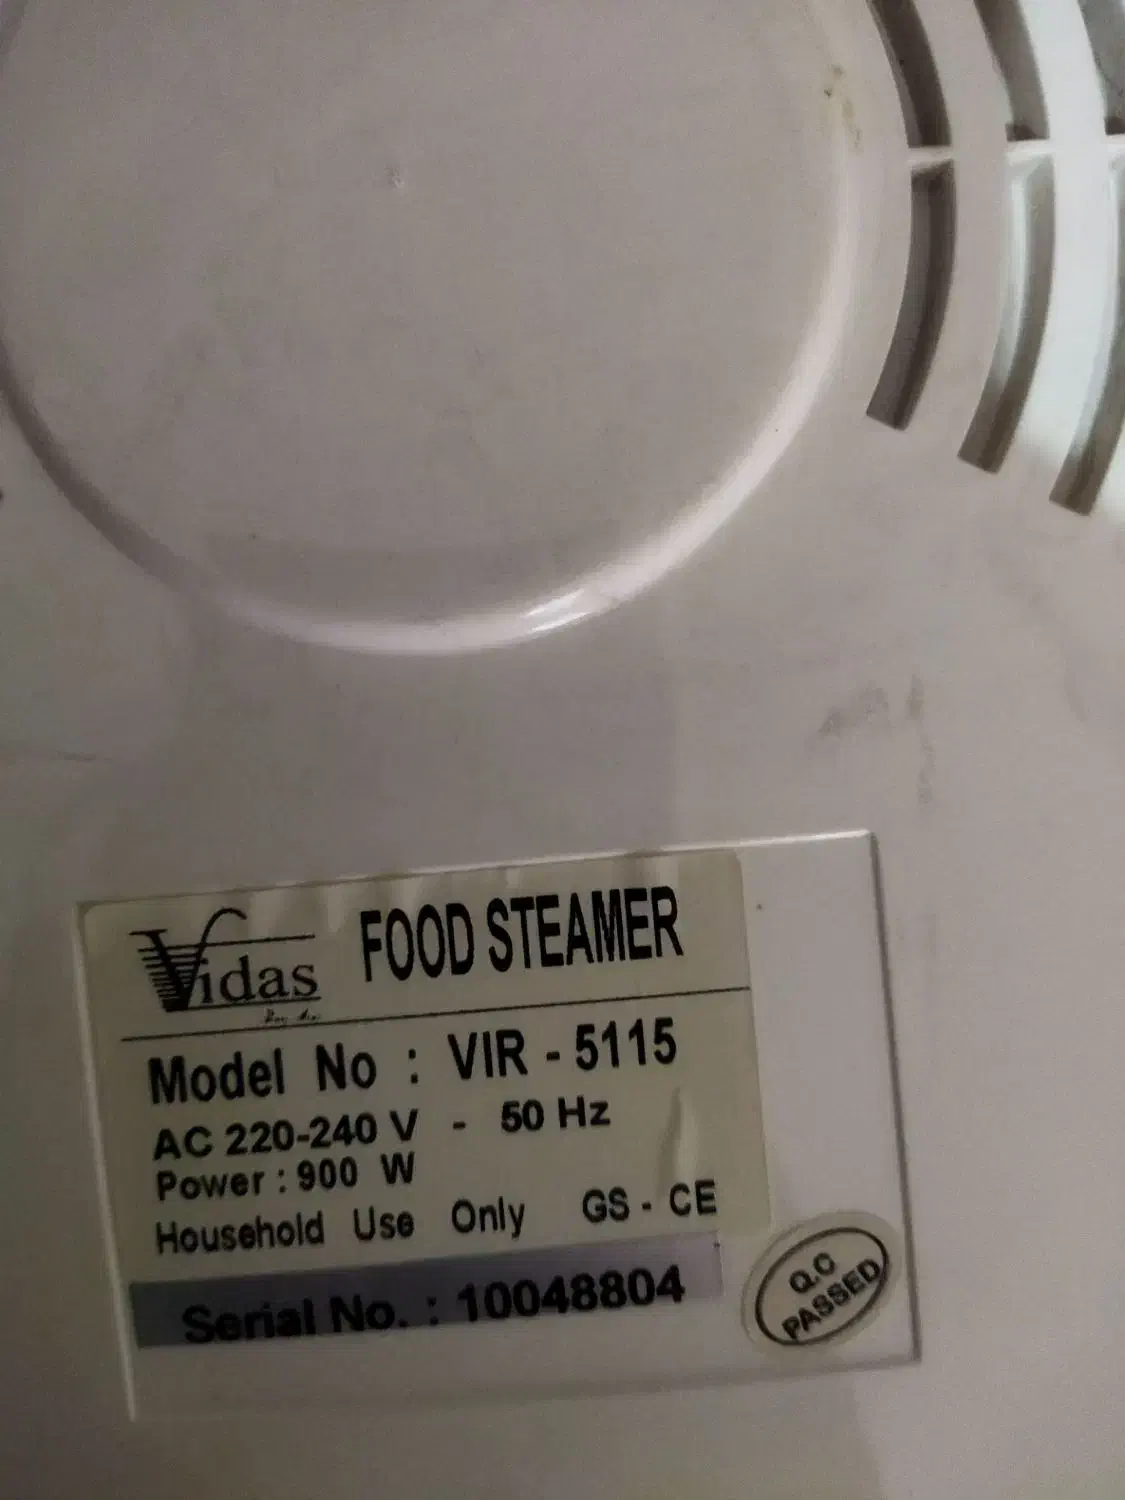 Vidas
FOOD STEAMER
Model No : VIR - 5115
AC 220-240 V - 50 Hz
Power : 900 W
Household Use Only GS - CE
Serial No. : 10048804
Q.C
PASSED